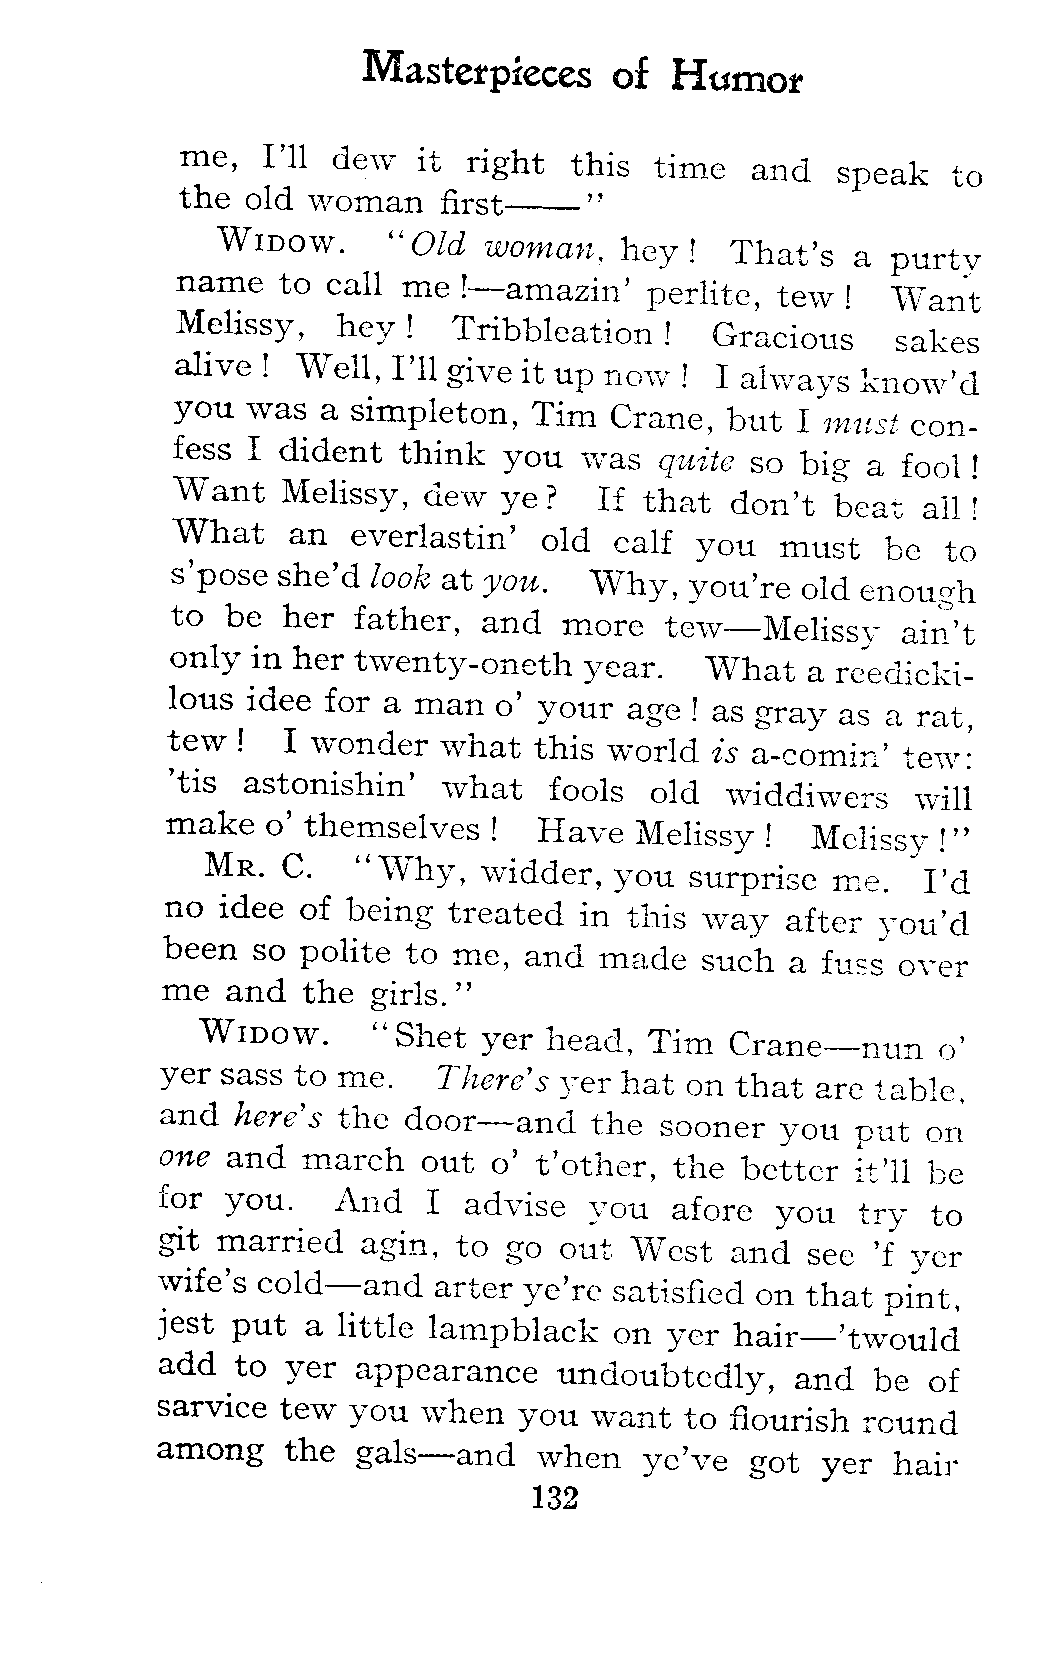 Masterpieces of Humor
me, I'll dew it right this time and speak to
the old woman first——"
WIDOW. "Old woman, hey! That's a purty
name to call me!—amazin' perlite, tew! Want
Melissy, hey! Tribbleation! Gracious sakes
alive! Well, I'll give it up now! I always know'd
you was a simpleton, Tim Crane, but I must con-
fess I dident think you was quite so big a fool!
Want Melissy, dew ye? If that don't beat all!
What an everlastin' old calf you must be to
s'pose she'd look at you. Why, you're old enough
to be her father, and more tew—Melissy ain't
only in her twenty-oneth year. What a reedicki-
lous idee for a man o' your age! as gray as a rat,
tew! I wonder what this world is a-comin' tew:
'tis astonishin' what fools old widdiwers will
make o' themselves! Have Melissy! Melissy!"
MR. C. "Why, widder, you surprise me. I'd
no idee of being treated in this way after you'd
been so polite to me, and made such a fuss over
me and the girls."
WIDOW. "Shet yer head, Tim Crane—nun o'
yer sass to me. There's yer hat on that are table,
and here's the door—and the sooner you put on
one and march out o' t'other, the better it'll be
for you. And I advise you afore you try to
git married agin, to go out West and see 'f yer
wife's cold—and arter ye're satisfied on that pint,
jest put a little lampblack on yer hair—'twould
add to yer appearance undoubtedly, and be of
sarvice tew you when you want to flourish round
among the gals—and when ye've got yer hair
132